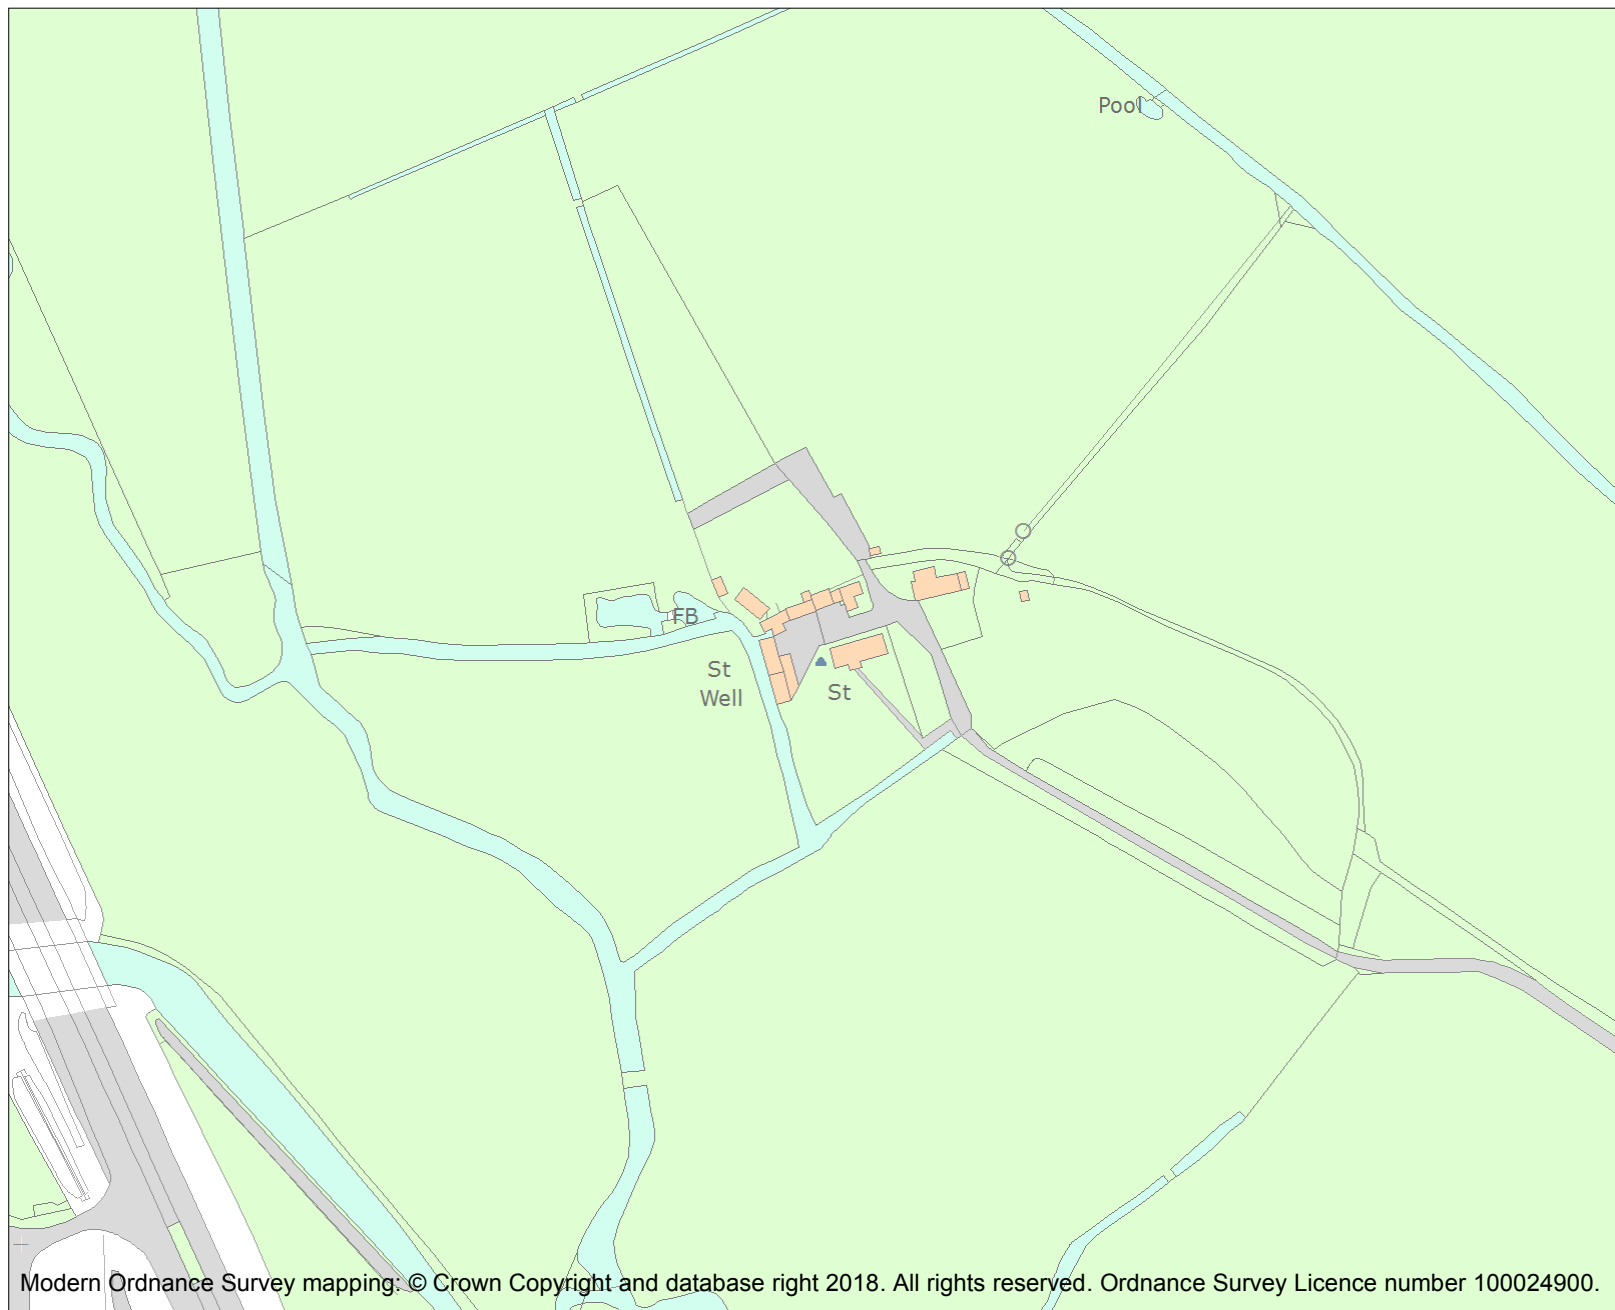 Pool
FB
St
Well
St
Modern Ordnance Survey mapping: © Crown Copyright and database right 2018. All rights reserved. Ordnance Survey Licence number 100024900.